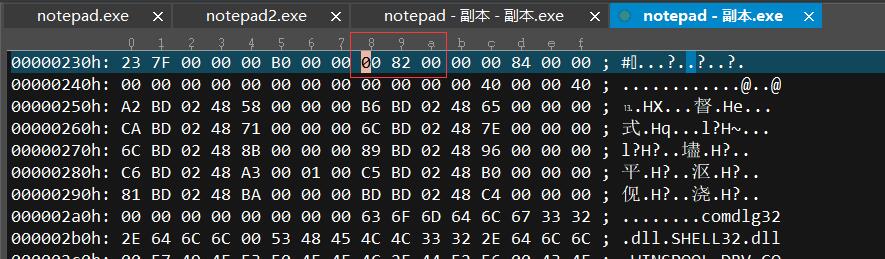 notepad.exe × notepad2.exe × notepad - 副本 - 副本.exe × notepad - 副本.exe ×
0 1 2 3 4 5 6 7 8 9 a b c d e f
00000230h: 23 7F 00 00 00 B0 00 00 00 82 00 00 00 84 00 00 ; #...?..?..?.
00000240h: 00 00 00 00 00 00 00 00 00 00 00 00 40 00 00 40 ; ............@..@
00000250h: A2 BD 02 48 58 00 00 00 B6 BD 02 48 65 00 00 00 ; ⒔.HX...督.He...
00000260h: CA BD 02 48 71 00 00 00 6C BD 02 48 7E 00 00 00 ; 式.Hq...l?H~...
00000270h: 6C BD 02 48 8B 00 00 00 89 BD 02 48 96 00 00 00 ; l?H?..壗.H?..
00000280h: C6 BD 02 48 A3 00 01 00 C5 BD 02 48 B0 00 00 00 ; 平.H?..沤.H?..
00000290h: 81 BD 02 48 BA 00 00 00 BD BD 02 48 C4 00 00 00 ; 伣.H?..浇.H?..
000002a0h: 00 00 00 00 00 00 00 00 63 6F 6D 64 6C 67 33 32 ; ........comdlg32
000002b0h: 2E 64 6C 6C 00 53 48 45 4C 4C 33 32 2E 64 6C 6C ; .dll.SHELL32.dll